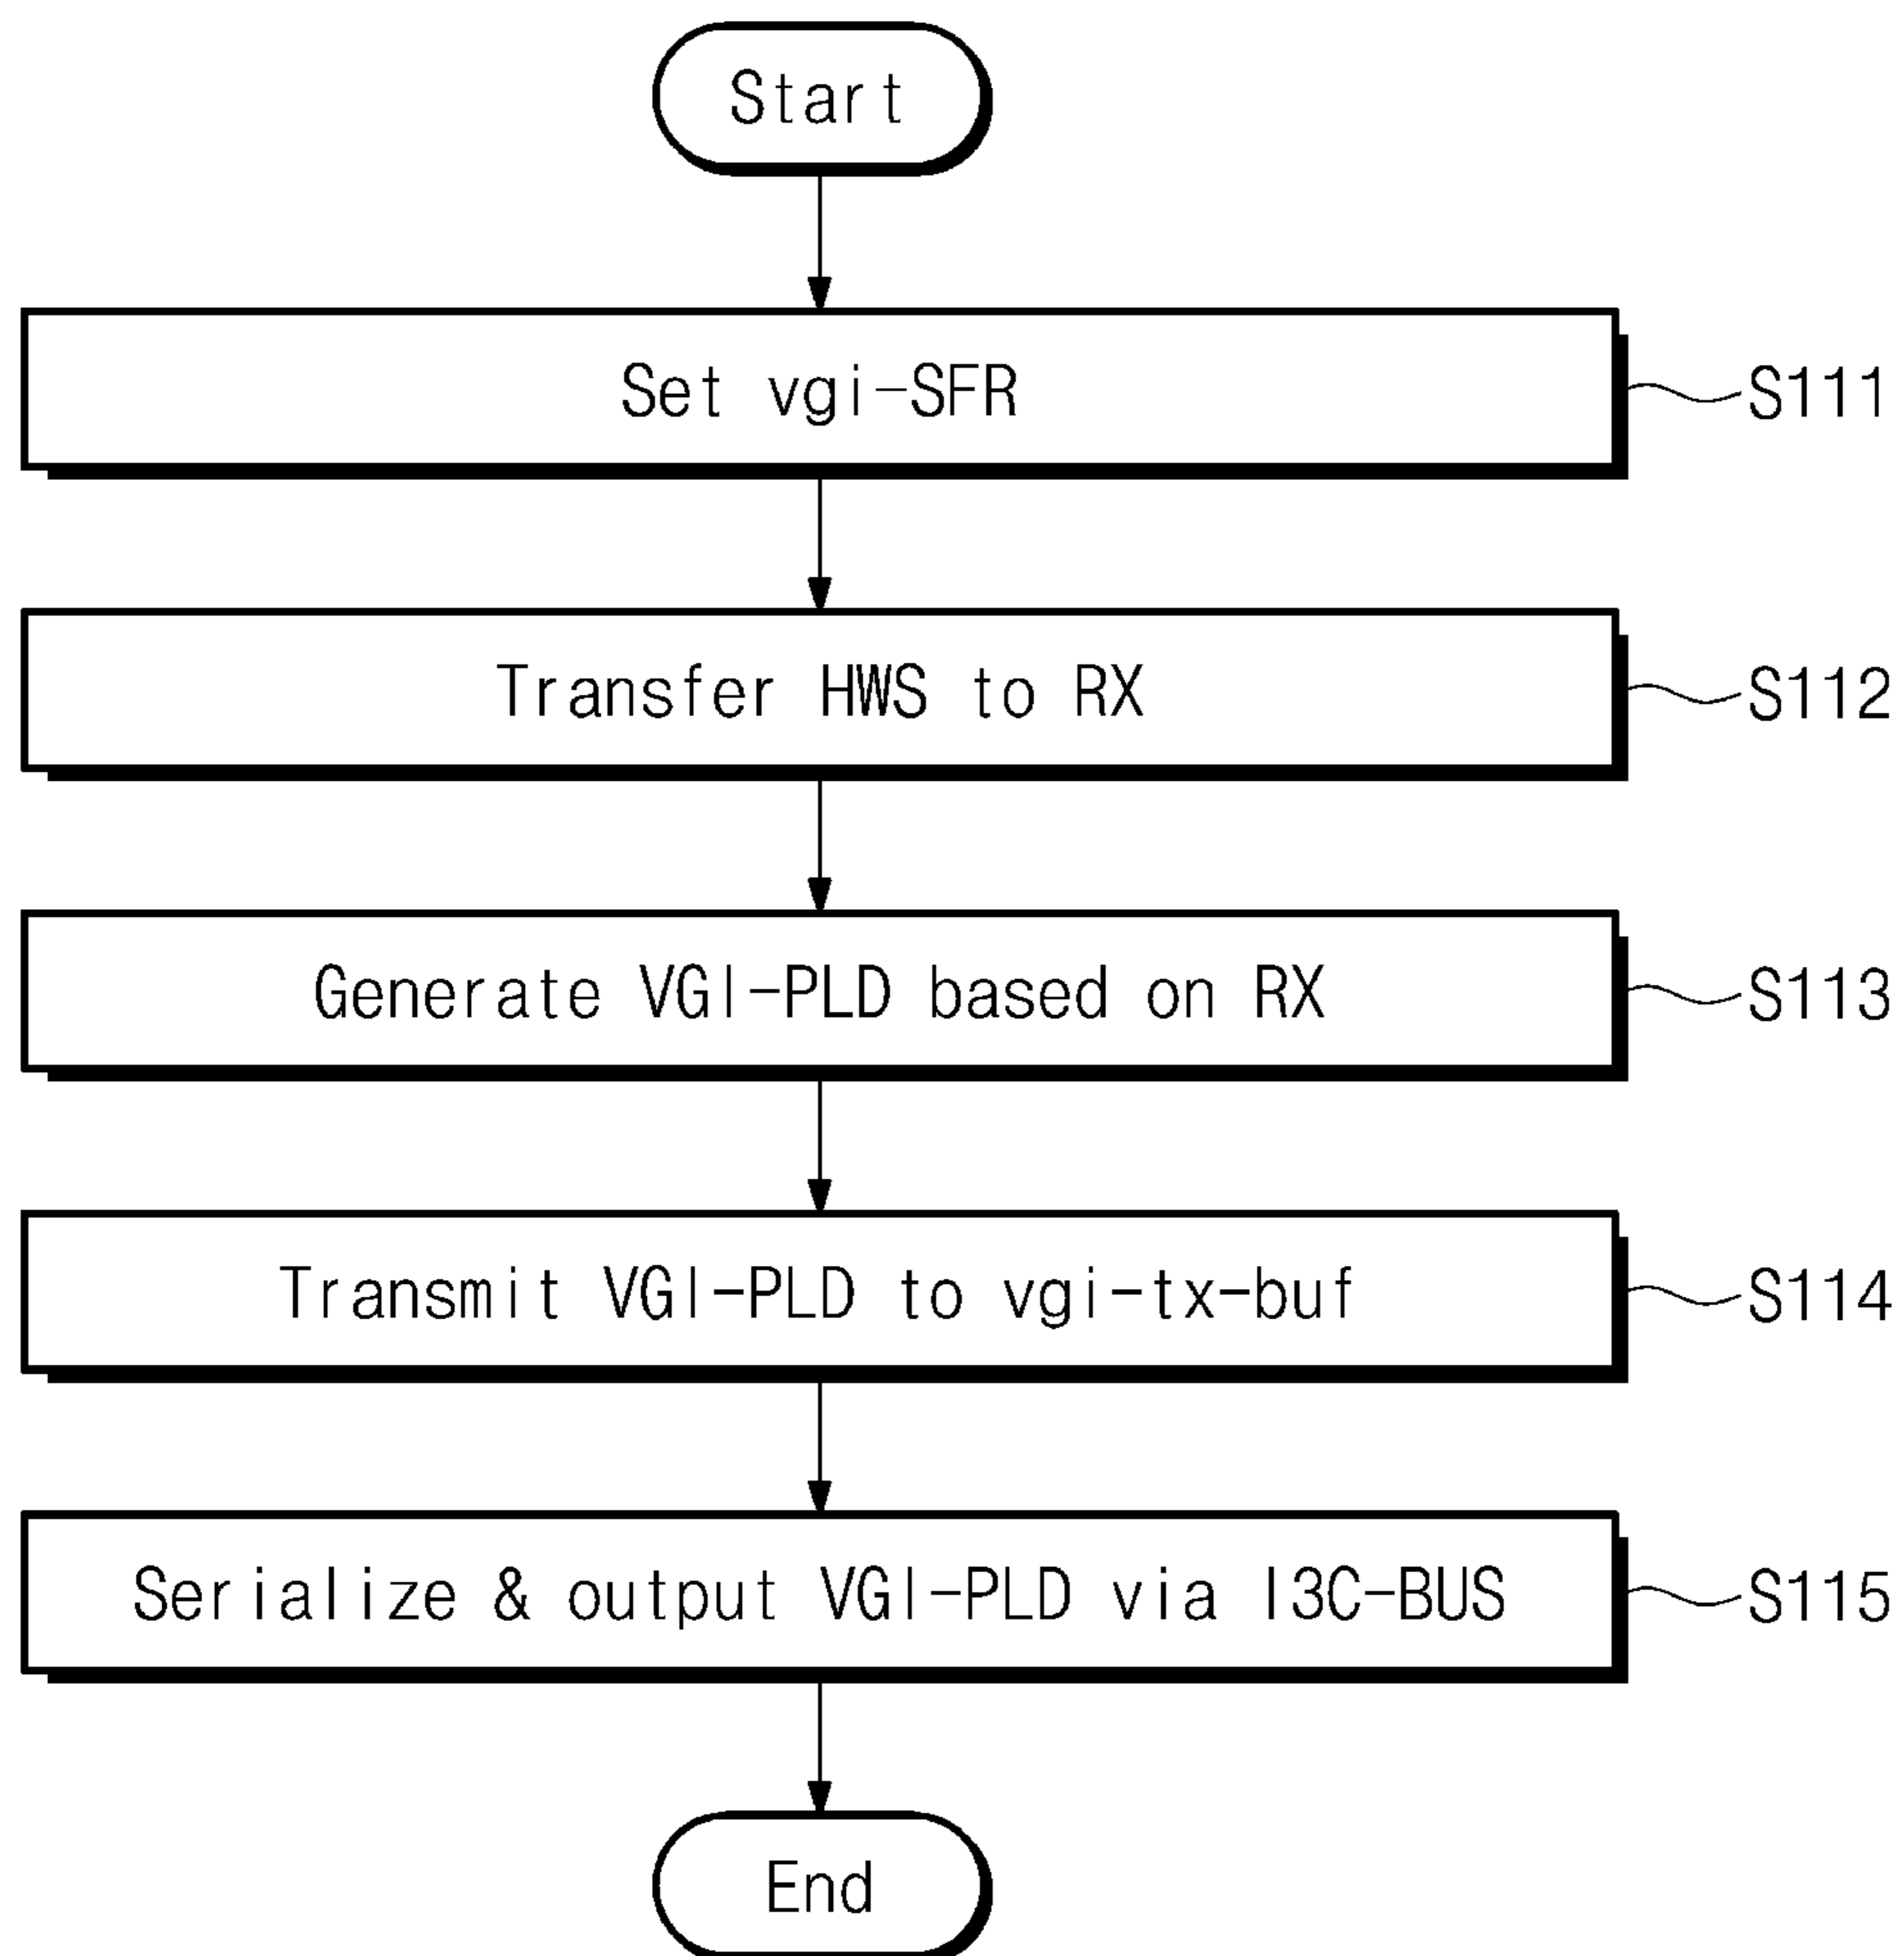 Start
Set vgi-SFR
S111
Transfer HWS to RX
S112
Generate VGI-PLD based on RX
S113
Transmit VGI-PLD to vgi-tx-buf
S114
Serialize & output VGI-PLD via I3C-BUS
S115
End